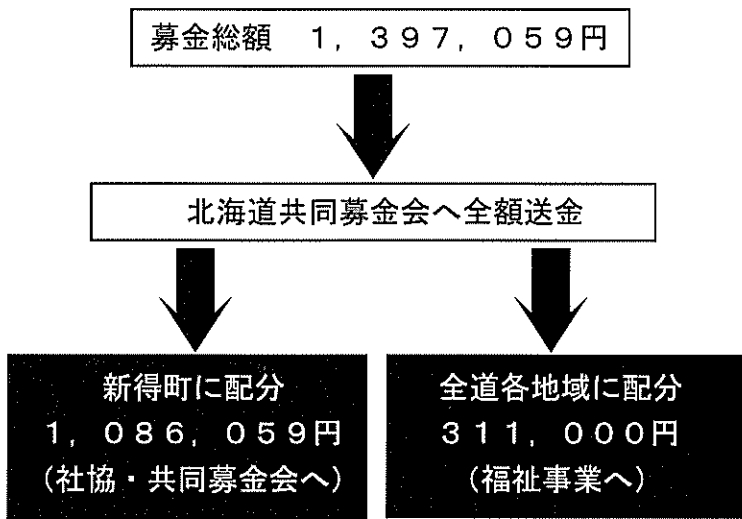 募金総額　１，３９７，０５９円
北海道共同募金会へ全額送金
新得町に配分
１，０８６，０５９円
（社協・共同募金会へ）
全道各地域に配分
３１１，０００円
（福祉事業へ）